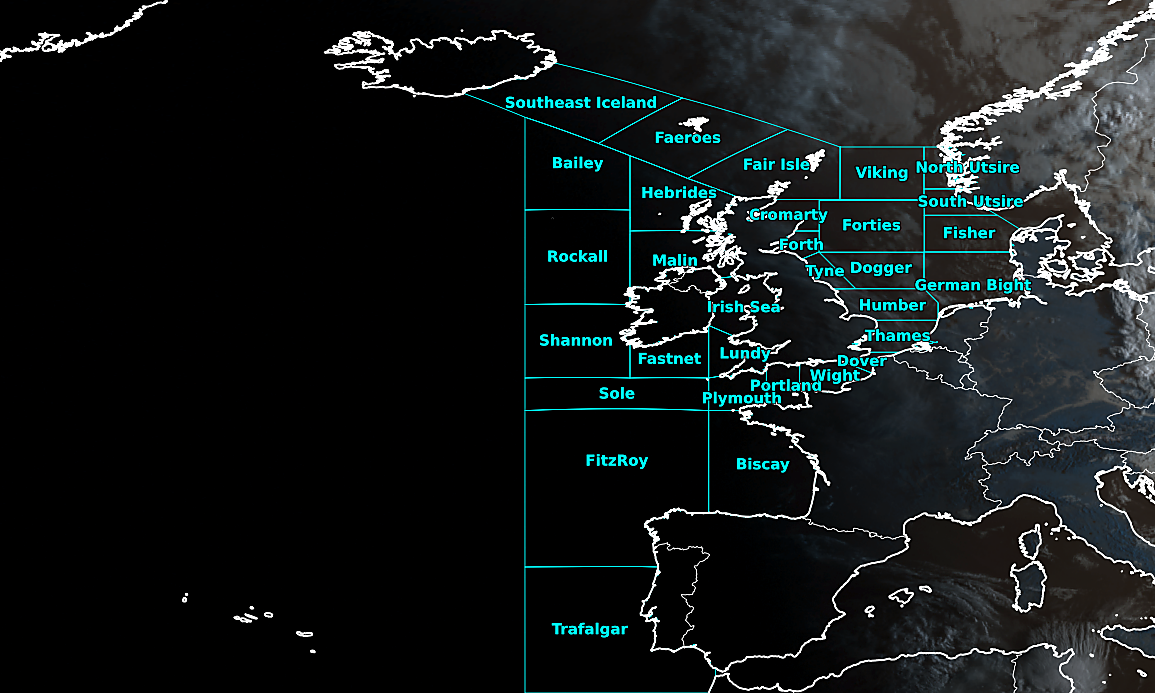 Southeast Iceland
Faeroes
Bailey
Fair Isle
Viking
North Utsire
Hebrides
South Utsire
Cromarty
Forties
Fisher
Forth
Rockall
Malin
Tyne
Dogger
German Bight
Irish Sea
Humber
Shannon
Thames
Fastnet
Lundy
Dover
Wight
Portland
Sole
Plymouth
FitzRoy
Biscay
Trafalgar